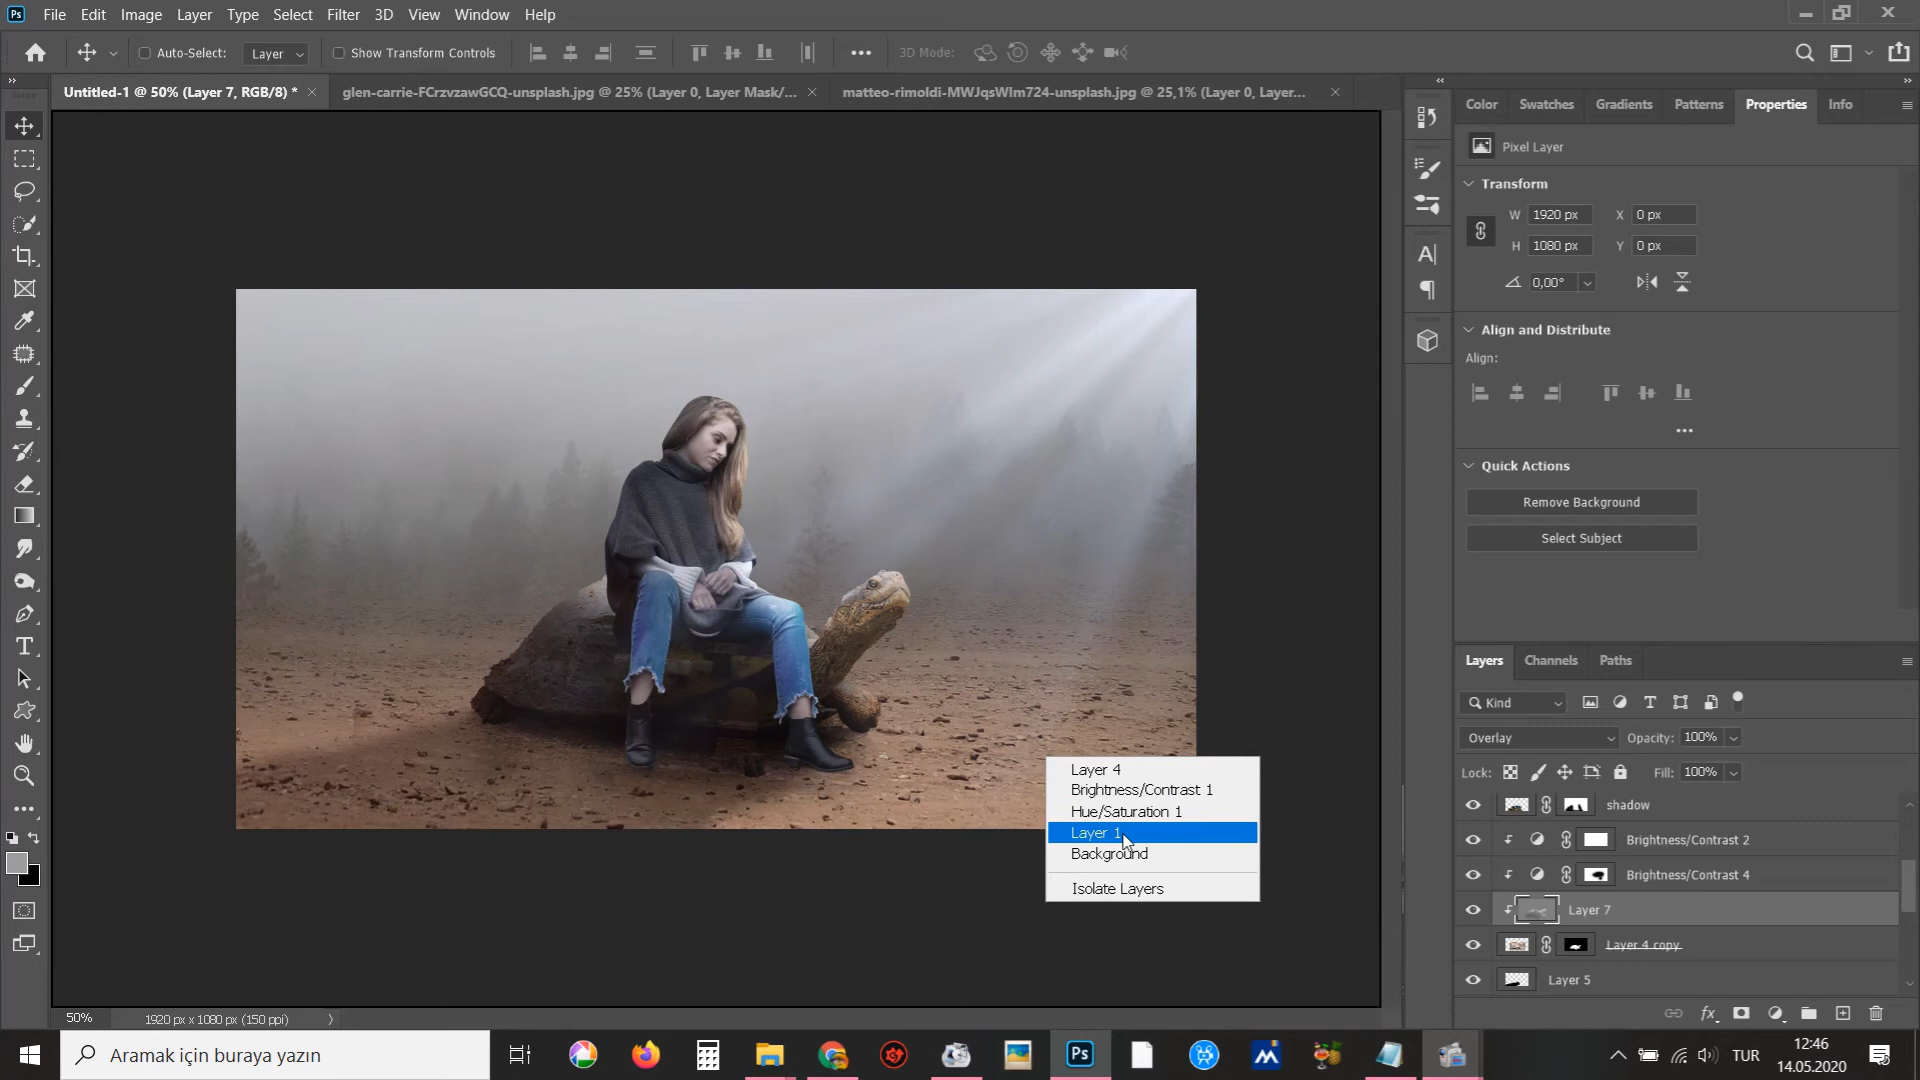 File Edit Image Layer Type Select Filter 3D View Window Help
Auto-Select: Layer Show Transform Controls 3D Mode:
Untitled-1 @ 50% (Layer 7, RGB/8) * glen-carrie-FCrzvzawGCQ-unsplash.jpg @ 25% (Layer 0, Layer Mask/... matteo-rimoldi-MWJqsWIm724-unsplash.jpg @ 25,1% (Layer 0, Layer...
Color Swatches Gradients Patterns Properties Info
Pixel Layer
Transform
W 1920 px X 0 px
H 1080 px Y 0 px
0,00°
Align and Distribute
Align:
Quick Actions
Remove Background
Select Subject
Layer 4
Brightness/Contrast 1
Hue/Saturation 1
Layer 1
Background
Isolate Layers
Layers Channels Paths
Kind
Overlay Opacity: 100%
Lock: Fill: 100%
shadow
Brightness/Contrast 2
Brightness/Contrast 4
Layer 7
Layer 4 copy
Layer 5
50% 1920 px x 1080 px (150 ppi)
Aramak için buraya yazın
Ps
TUR
12:46
14.05.2020